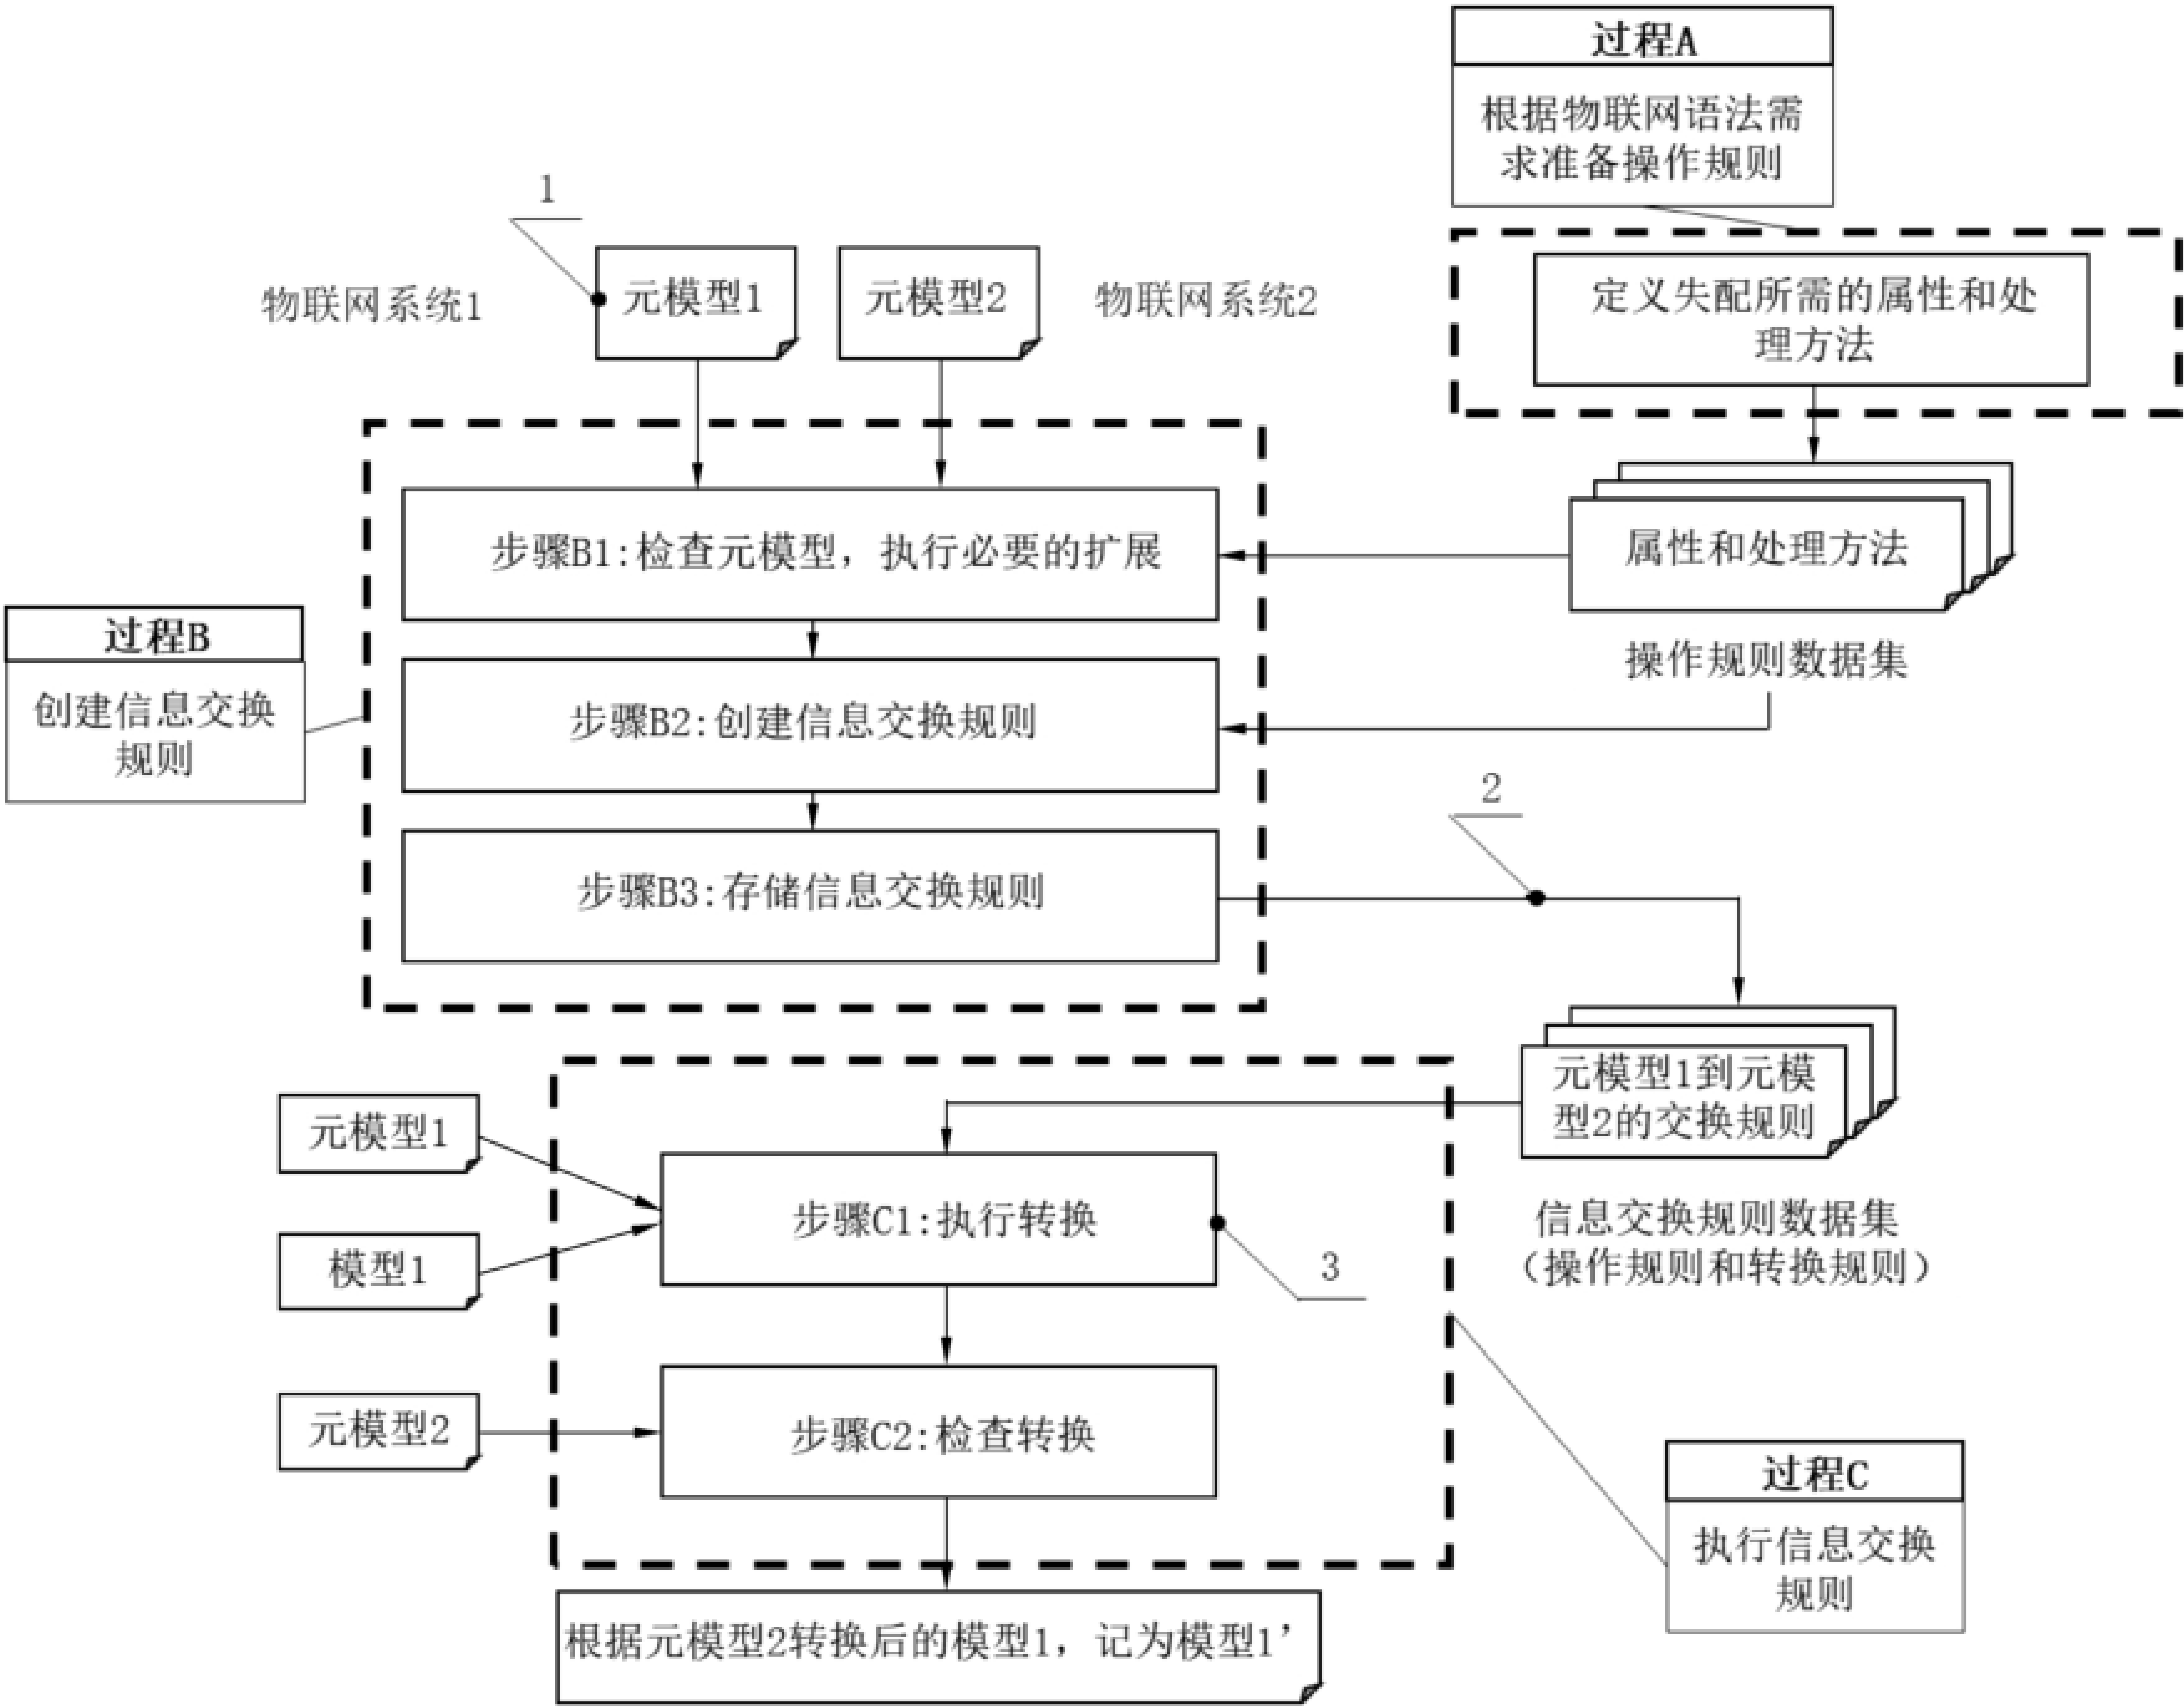 过程A
根据物联网语法需
求准备操作规则
1
物联网系统1
元模型1
元模型2
物联网系统2
定义失配所需的属性和处
理方法
步骤B1:检查元模型，执行必要的扩展
属性和处理方法
操作规则数据集
过程B
创建信息交换
规则
步骤B2:创建信息交换规则
2
步骤B3:存储信息交换规则
元模型1到元模
型2的交换规则
信息交换规则数据集
（操作规则和转换规则）
元模型1
模型1
步骤C1:执行转换
3
元模型2
步骤C2:检查转换
过程C
执行信息交换
规则
根据元模型2转换后的模型1，记为模型1’